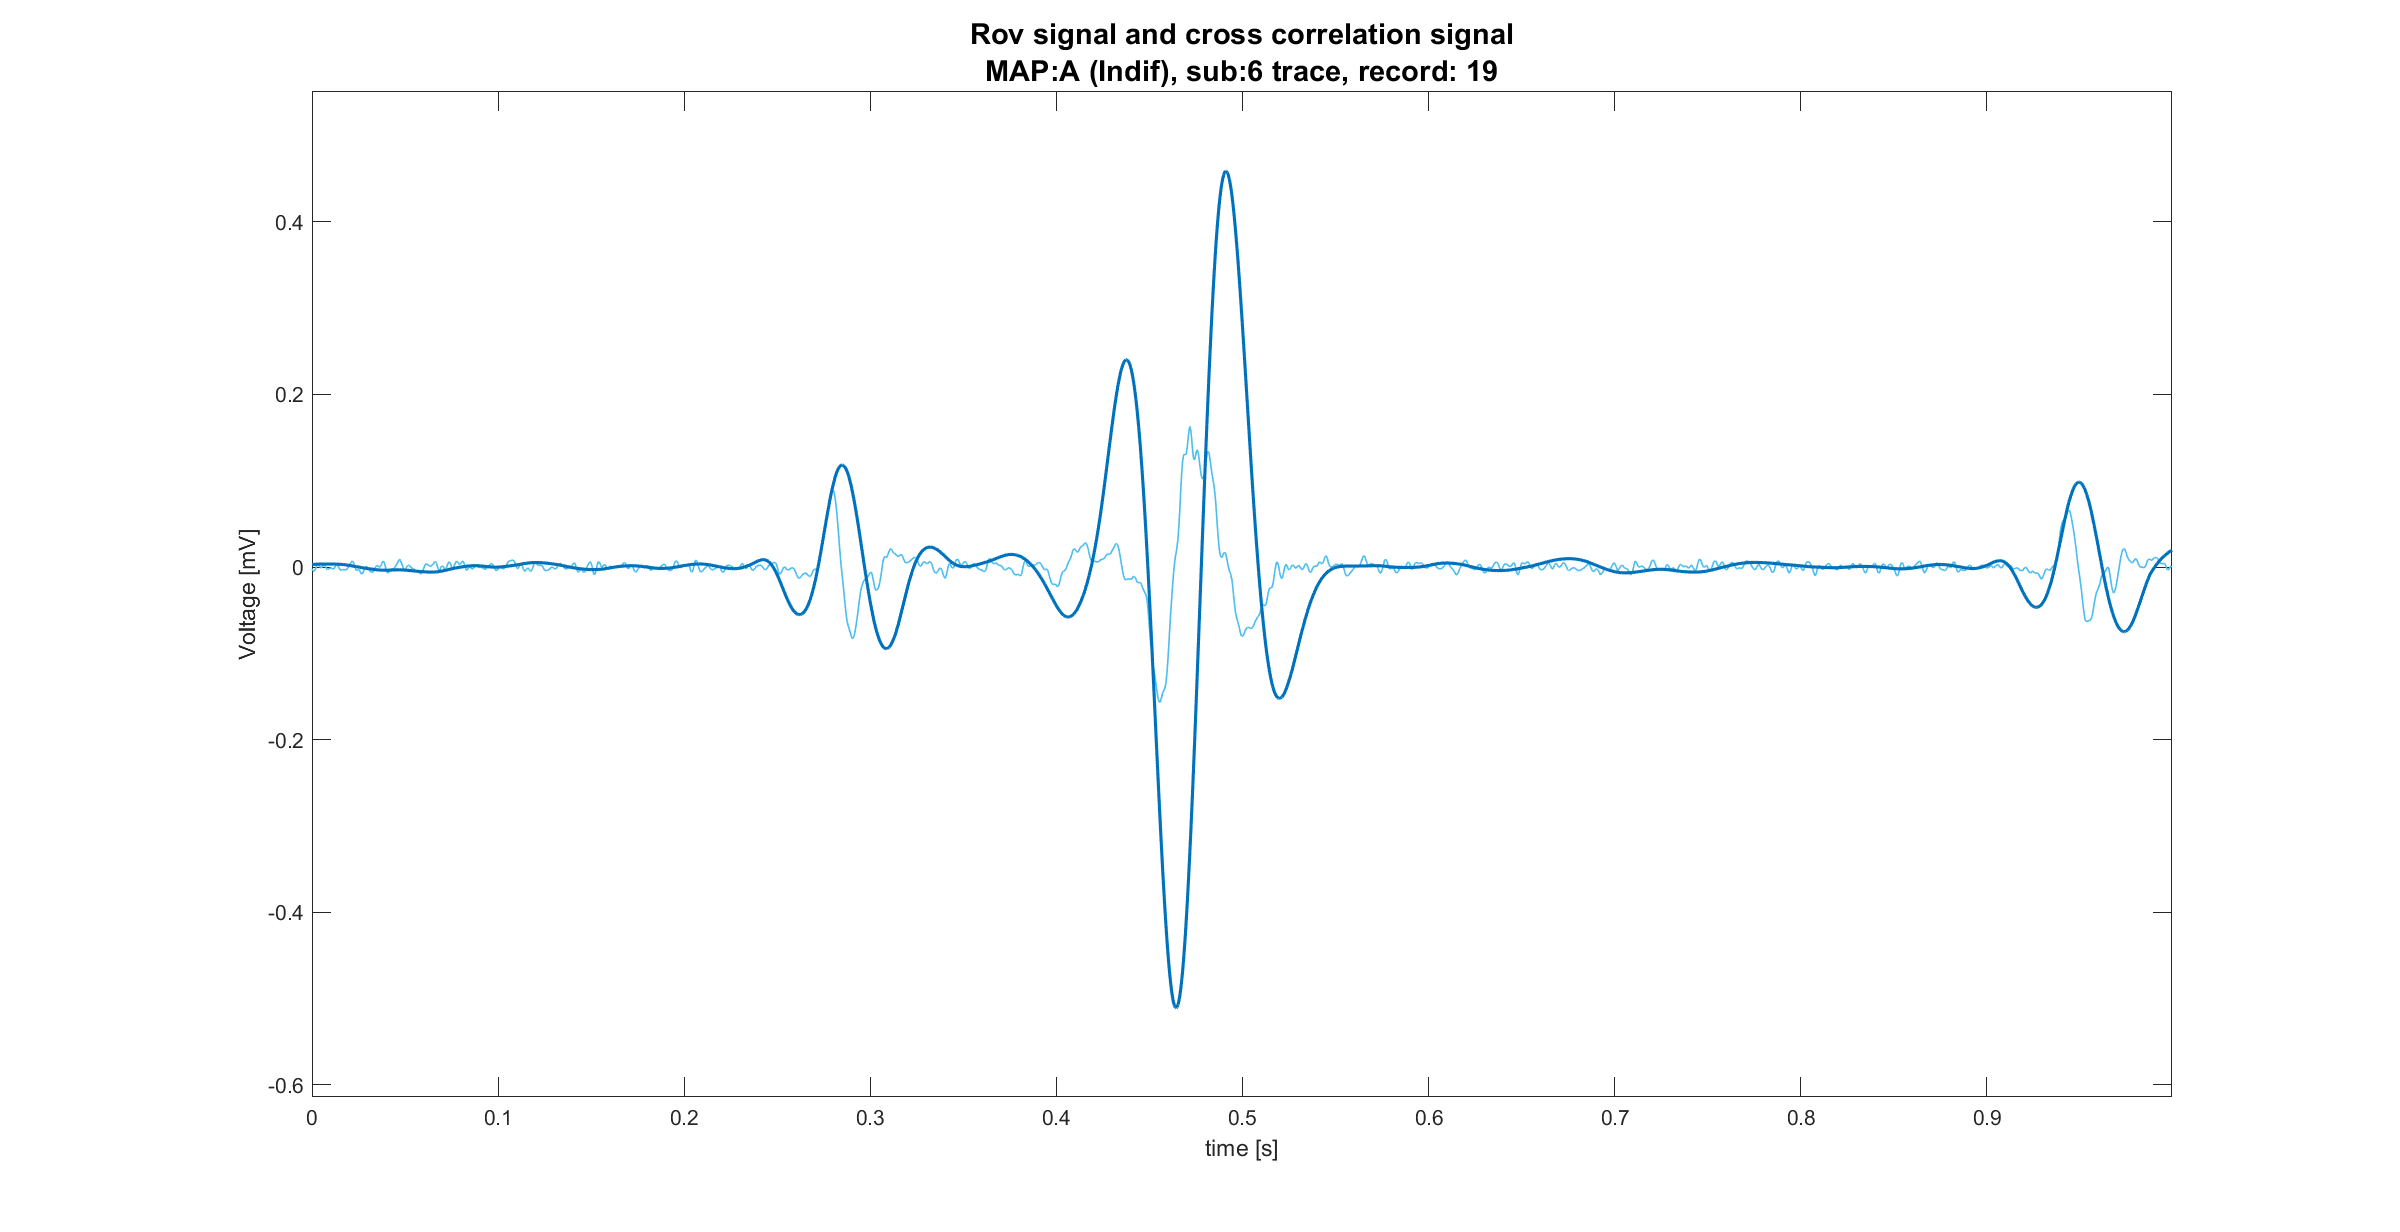 Rov signal and cross correlation signal
MAP:A (Indif), sub:6 trace, record: 19
Voltage [mV]
0.4
0.2
0
-0.2
-0.4
-0.6
0 0.1 0.2 0.3 0.4 0.5 0.6 0.7 0.8 0.9
time [s]